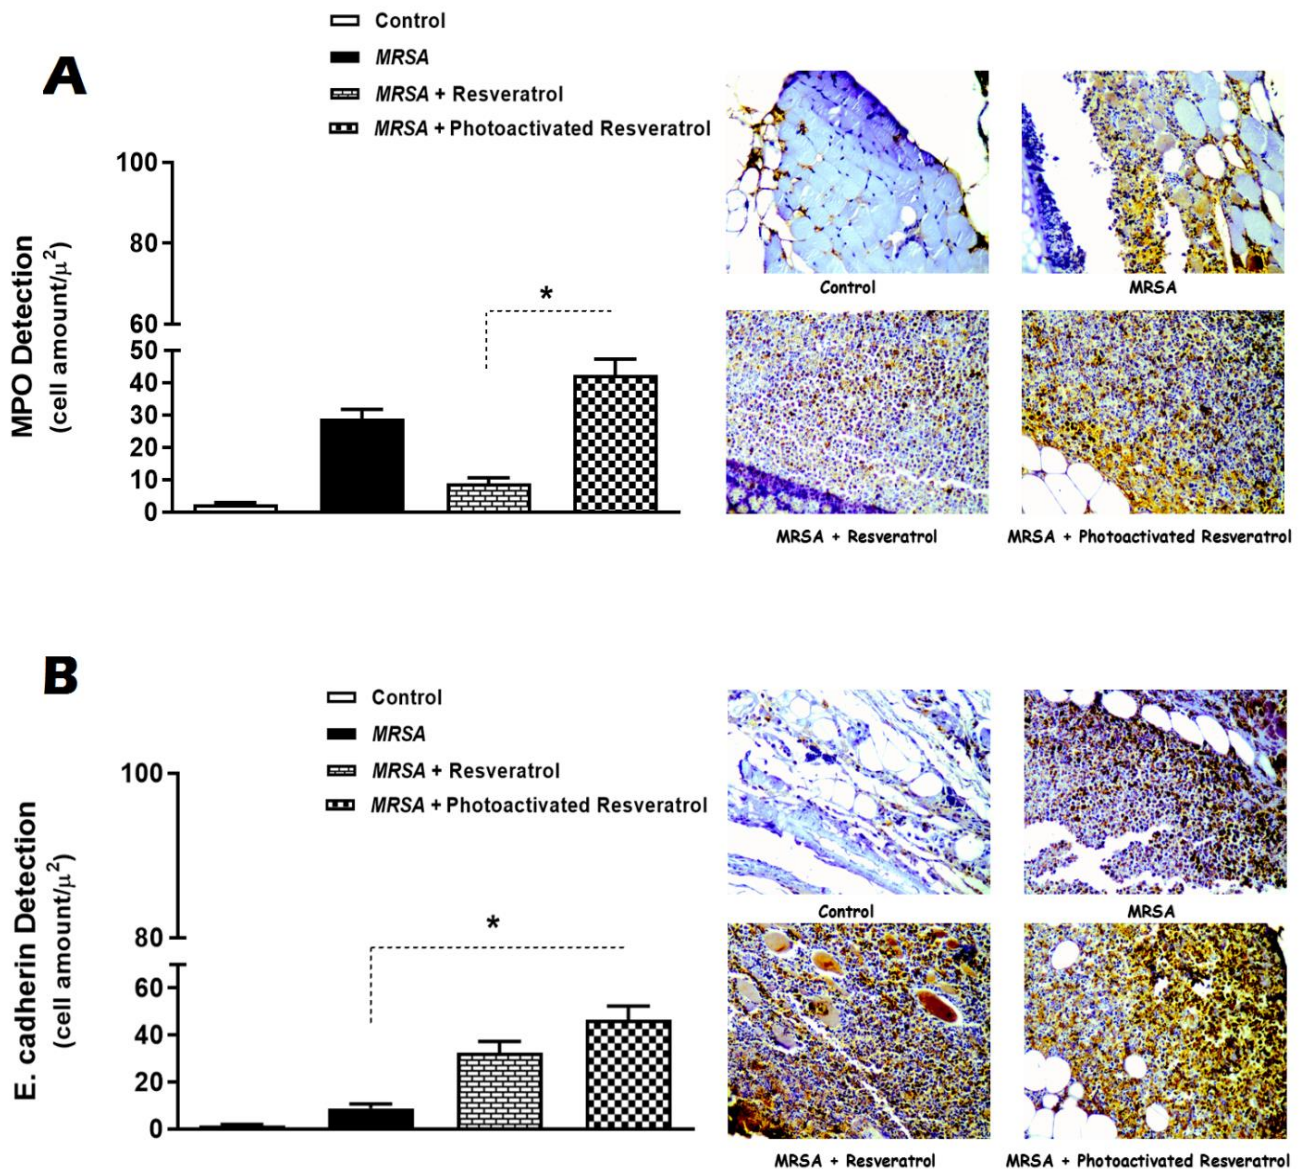 A
Control
MRSA
MRSA + Resveratrol
MRSA + Photoactivated Resveratrol
MPO Detection
(cell amount/μ²)
100
80
60
50
40
30
20
10
0
*
Control
MRSA
MRSA + Resveratrol
MRSA + Photoactivated Resveratrol
B
Control
MRSA
MRSA + Resveratrol
MRSA + Photoactivated Resveratrol
E. cadherin Detection
(cell amount/μ²)
100
80
60
40
20
0
*
Control
MRSA
MRSA + Resveratrol
MRSA + Photoactivated Resveratrol